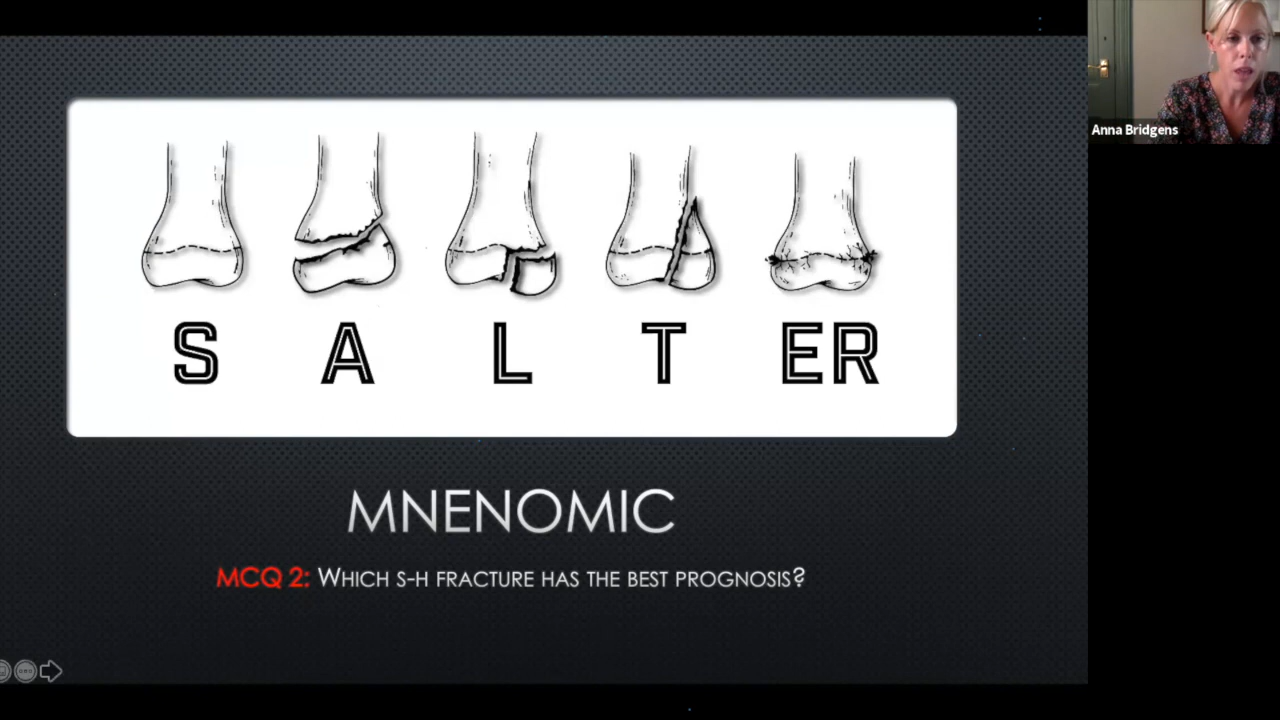 Anna Bridgens
S A L T ER
MNENOMIC
MCQ 2: Which s-h fracture has the best prognosis?